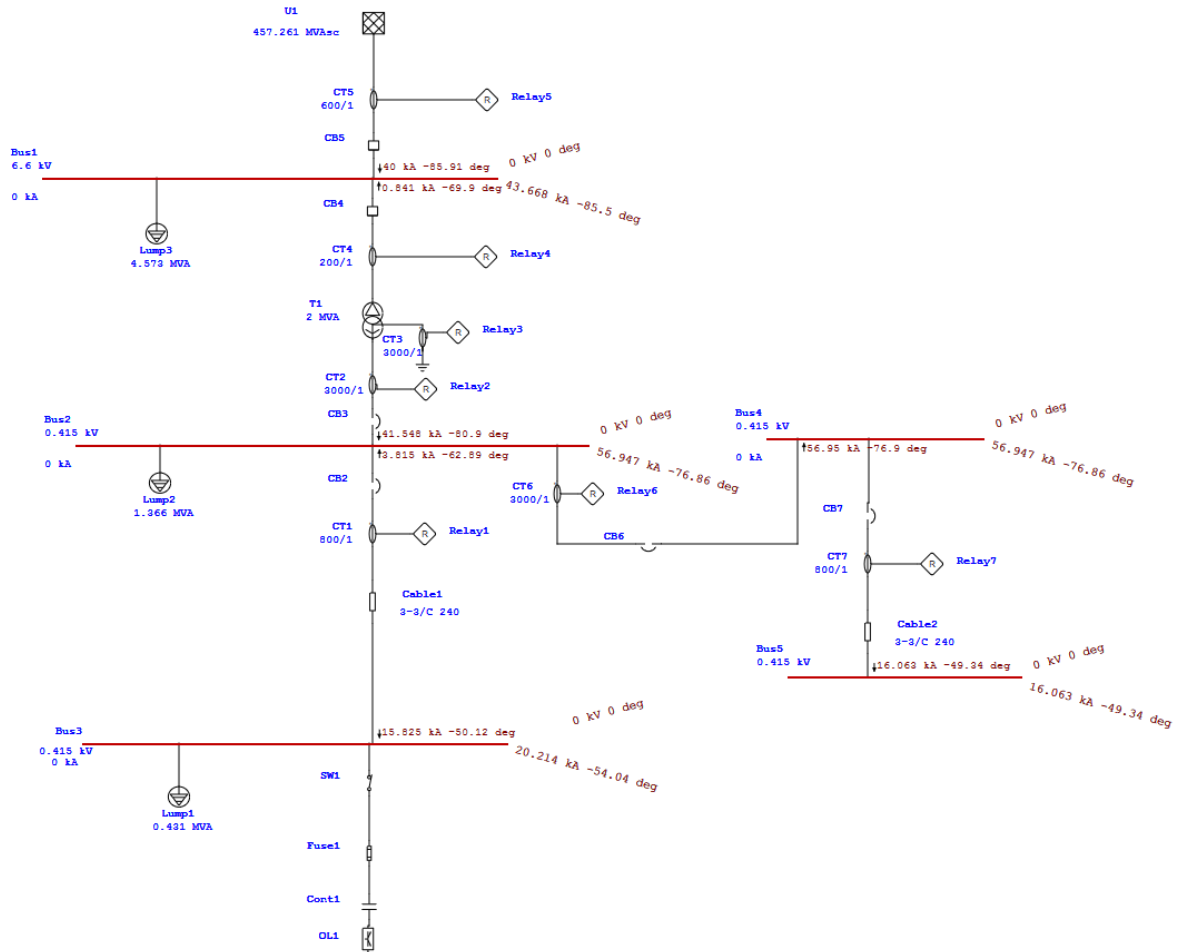 U1
457.261 MVAsc
CT5
600/1
R
Relay5
CB5
Bus1
6.6 kV
0 kA
40 kA -85.91 deg
0 kV 0 deg
0.841 kA -69.9 deg
43.668 kA -85.5 deg
CB4
Lump3
4.573 MVA
CT4
200/1
R
Relay4
T1
2 MVA
CT3
3000/1
R
Relay3
CT2
3000/1
R
Relay2
CB3
Bus2
0.415 kV
0 kA
41.548 kA -80.9 deg
0 kV 0 deg
3.815 kA -62.89 deg
56.947 kA -76.86 deg
Bus4
0.415 kV
0 kA
0 kV 0 deg
56.95 kA -76.9 deg
56.947 kA -76.86 deg
CB2
Lump2
1.366 MVA
CT6
3000/1
R
Relay6
CT1
800/1
R
Relay1
CB6
CB7
CT7
800/1
R
Relay7
Cable1
3-3/C 240
Cable2
3-3/C 240
Bus5
0.415 kV
16.063 kA -49.34 deg
0 kV 0 deg
16.063 kA -49.34 deg
Bus3
0.415 kV
0 kA
15.825 kA -50.12 deg
0 kV 0 deg
20.214 kA -54.04 deg
SW1
Lump1
0.431 MVA
Fuse1
Cont1
OL1